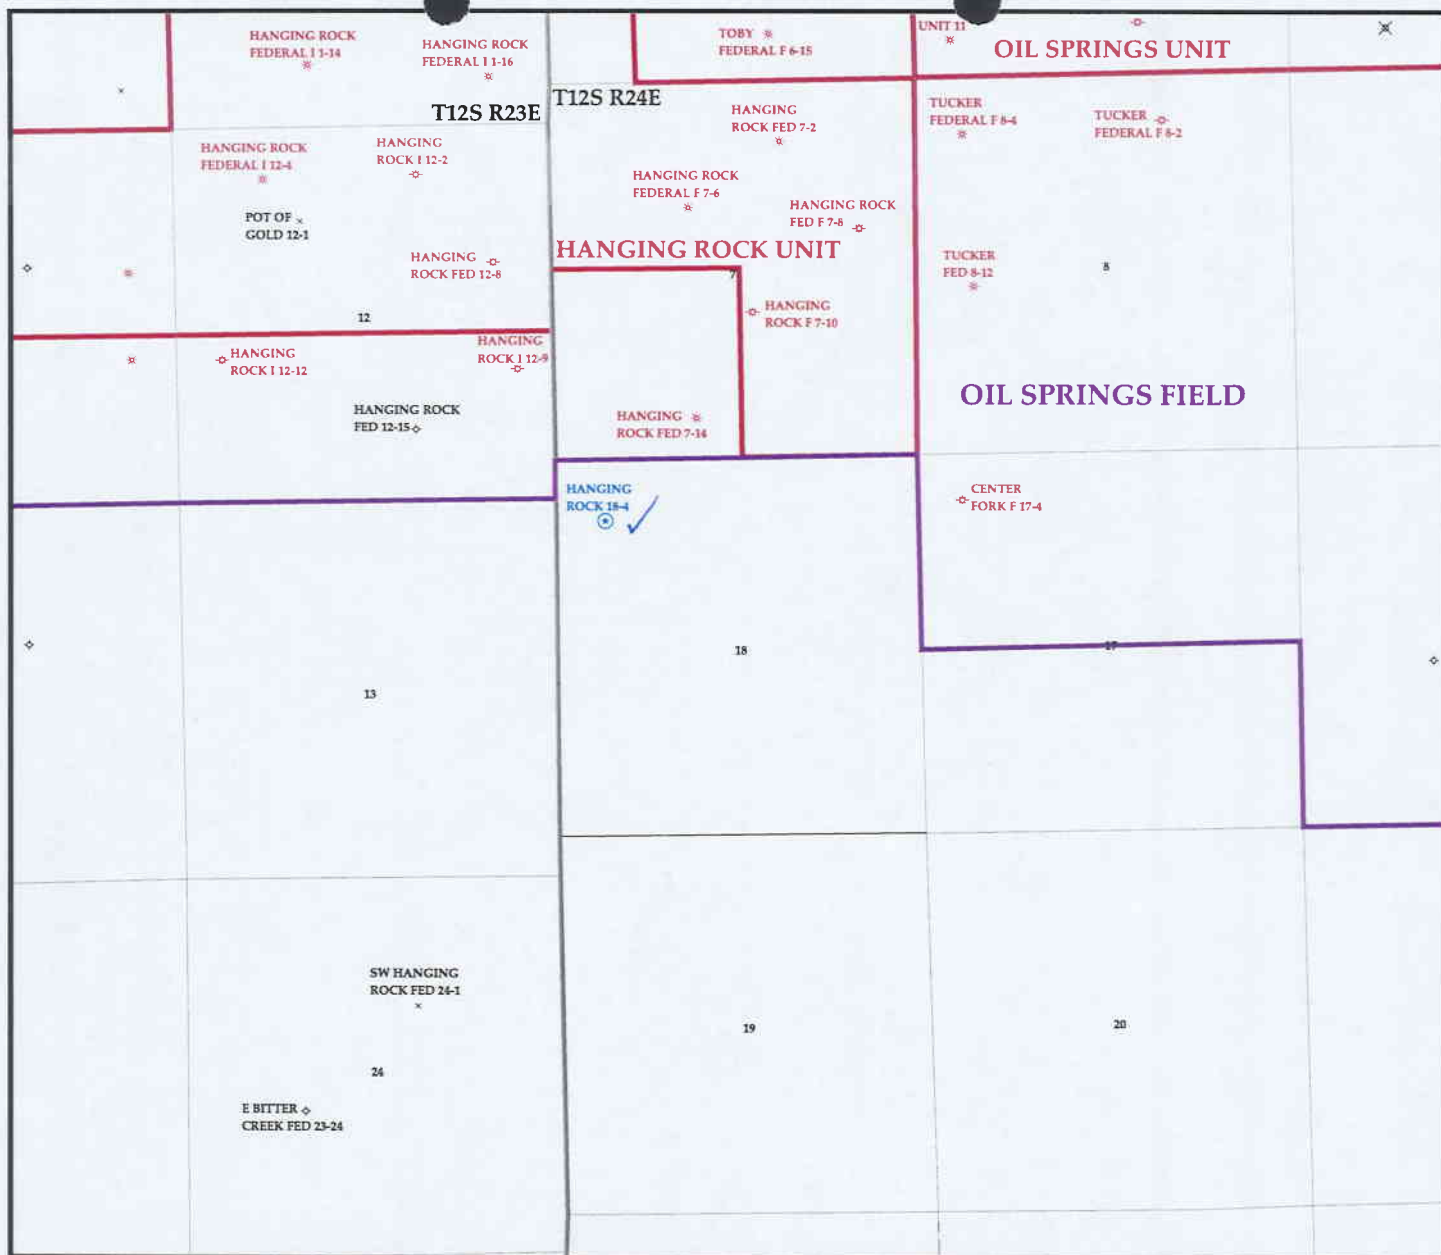 HANGING ROCK
FEDERAL I 1-14
HANGING ROCK
FEDERAL I 1-16
TOBY
FEDERAL F 6-15
UNIT 11
OIL SPRINGS UNIT
T12S R23E
T12S R24E
HANGING
ROCK FED 7-2
TUCKER
FEDERAL F 8-4
TUCKER
FEDERAL F 8-2
HANGING ROCK
FEDERAL I 12-4
HANGING
ROCK I 12-2
HANGING ROCK
FEDERAL F 7-6
HANGING ROCK
FED F 7-8
POT OF
GOLD 12-1
HANGING
ROCK FED 12-8
HANGING ROCK UNIT
TUCKER
FED 8-12
8
7
HANGING
ROCK F 7-10
12
HANGING
ROCK I 12-12
HANGING
ROCK I 12-9
OIL SPRINGS FIELD
HANGING ROCK
FED 12-15
HANGING
ROCK FED 7-14
HANGING
ROCK 18-4
CENTER
FORK F 17-4
18
17
13
SW HANGING
ROCK FED 24-1
19
20
24
E BITTER
CREEK FED 23-24